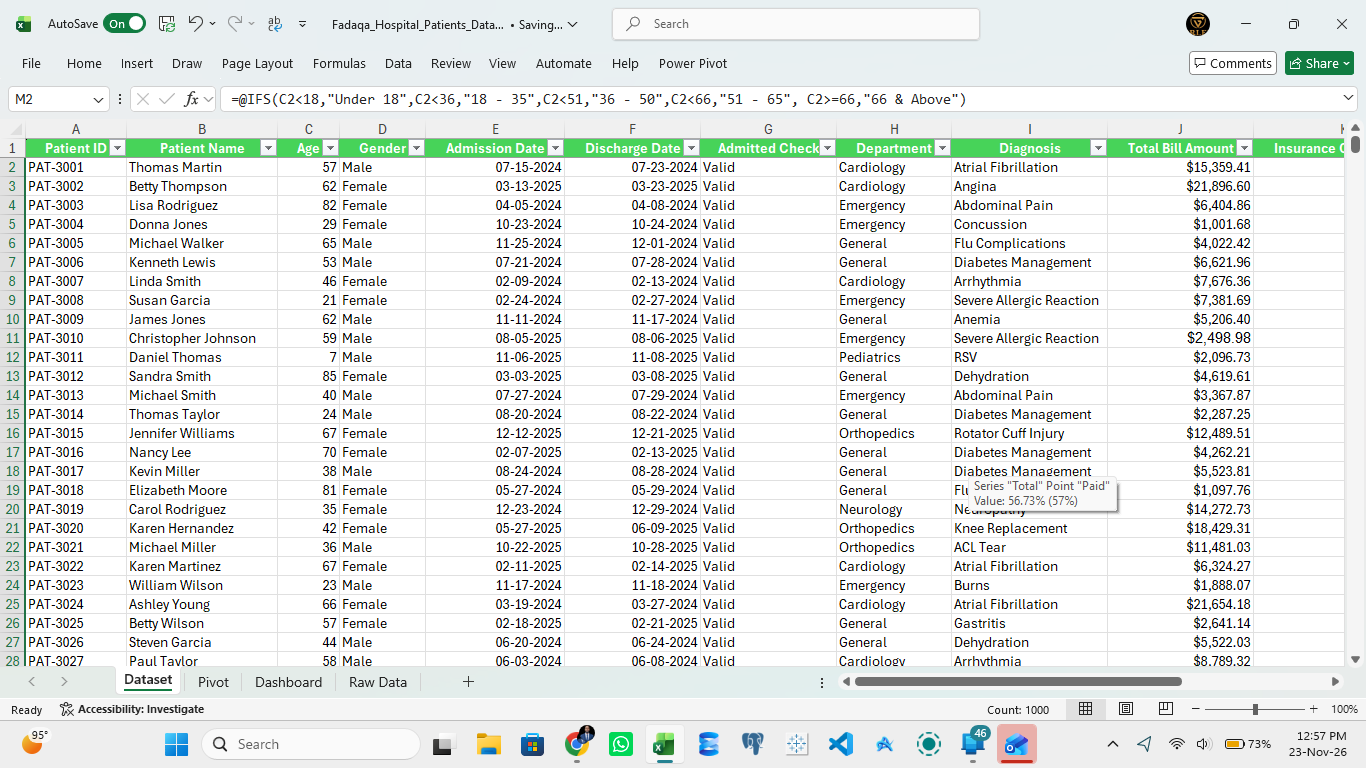 AutoSave On Fadaqa_Hospital_Patients_Data... • Saving... Search
File Home Insert Draw Page Layout Formulas Data Review View Automate Help Power Pivot Comments Share
M2 fx =@IFS(C2<18,"Under 18",C2<36,"18 - 35",C2<51,"36 - 50",C2<66,"51 - 65", C2>=66,"66 & Above")
A B C D E F G H I J
1 Patient ID Patient Name Age Gender Admission Date Discharge Date Admitted Check Department Diagnosis Total Bill Amount Insurance
2 PAT-3001 Thomas Martin 57 Male 07-15-2024 07-23-2024 Valid Cardiology Atrial Fibrillation $15,359.41
3 PAT-3002 Betty Thompson 62 Female 03-13-2025 03-23-2025 Valid Cardiology Angina $21,896.60
4 PAT-3003 Lisa Rodriguez 82 Female 04-05-2024 04-08-2024 Valid Emergency Abdominal Pain $6,404.86
5 PAT-3004 Donna Jones 29 Female 10-23-2024 10-24-2024 Valid Emergency Concussion $1,001.68
6 PAT-3005 Michael Walker 65 Male 11-25-2024 12-01-2024 Valid General Flu Complications $4,022.42
7 PAT-3006 Kenneth Lewis 53 Male 07-21-2024 07-28-2024 Valid General Diabetes Management $6,621.96
8 PAT-3007 Linda Smith 46 Female 02-09-2024 02-13-2024 Valid Cardiology Arrhythmia $7,676.36
9 PAT-3008 Susan Garcia 21 Female 02-24-2024 02-27-2024 Valid Emergency Severe Allergic Reaction $7,381.69
10 PAT-3009 James Jones 62 Male 11-11-2024 11-17-2024 Valid General Anemia $5,206.40
11 PAT-3010 Christopher Johnson 59 Male 08-05-2025 08-06-2025 Valid Emergency Severe Allergic Reaction $2,498.98
12 PAT-3011 Daniel Thomas 7 Male 11-06-2025 11-08-2025 Valid Pediatrics RSV $2,096.73
13 PAT-3012 Sandra Smith 85 Female 03-03-2025 03-08-2025 Valid General Dehydration $4,619.61
14 PAT-3013 Michael Smith 40 Male 07-27-2024 07-29-2024 Valid Emergency Abdominal Pain $3,367.87
15 PAT-3014 Thomas Taylor 24 Male 08-20-2024 08-22-2024 Valid General Diabetes Management $2,287.25
16 PAT-3015 Jennifer Williams 67 Female 12-12-2025 12-21-2025 Valid Orthopedics Rotator Cuff Injury $12,489.51
17 PAT-3016 Nancy Lee 70 Female 02-07-2025 02-13-2025 Valid General Diabetes Management $4,262.21
18 PAT-3017 Kevin Miller 38 Male 08-24-2024 08-28-2024 Valid General Diabetes Management $5,523.81
Series "Total" Point "Paid"
19 PAT-3018 Elizabeth Moore 81 Female 05-27-2024 05-29-2024 Valid General $1,097.76
Value: 56.73% (57%)
20 PAT-3019 Carol Rodriguez 35 Female 12-23-2024 12-29-2024 Valid Neurology Neuropathy $14,272.73
21 PAT-3020 Karen Hernandez 42 Female 05-27-2025 06-09-2025 Valid Orthopedics Knee Replacement $18,429.31
22 PAT-3021 Michael Miller 36 Male 10-22-2025 10-28-2025 Valid Orthopedics ACL Tear $11,481.03
23 PAT-3022 Karen Martinez 67 Female 02-11-2025 02-14-2025 Valid Cardiology Atrial Fibrillation $6,324.27
24 PAT-3023 William Wilson 23 Male 11-17-2024 11-18-2024 Valid Emergency Burns $1,888.07
25 PAT-3024 Ashley Young 66 Female 03-19-2024 03-27-2024 Valid Cardiology Atrial Fibrillation $21,654.18
26 PAT-3025 Betty Wilson 57 Female 02-18-2025 02-21-2025 Valid General Gastritis $2,641.14
27 PAT-3026 Steven Garcia 44 Male 06-20-2024 06-24-2024 Valid General Dehydration $5,522.03
28 PAT-3027 Paul Taylor 58 Male 06-03-2024 06-08-2024 Valid Cardiology Arrhythmia $8,789.32
Dataset Pivot Dashboard Raw Data
Ready Accessibility: Investigate Count: 1000 100%
95° Search 46 73% 12:57 PM
23-Nov-26